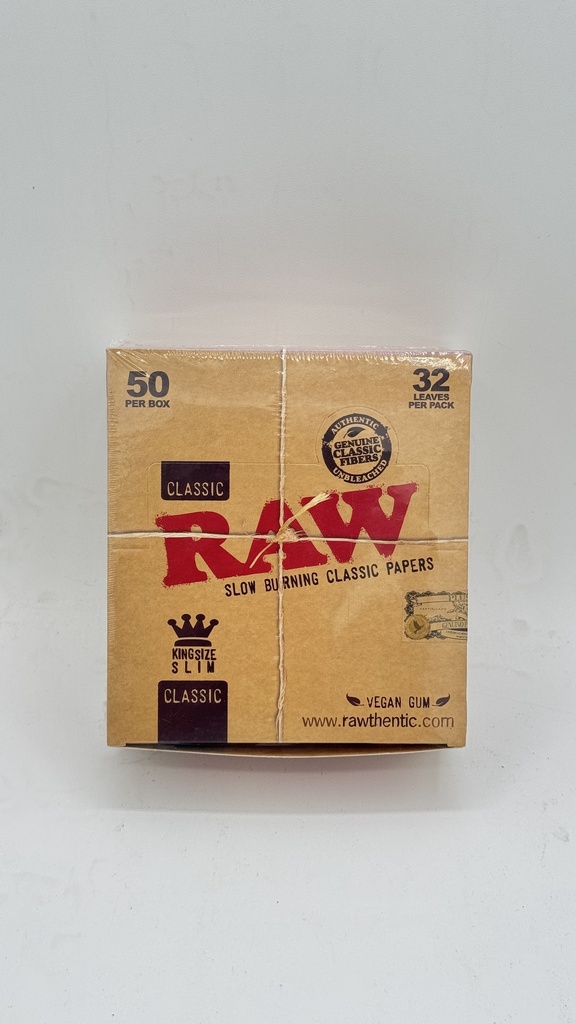 50
PER BOX
32
LEAVES
PER PACK
AUTHENTIC
GENUINE
CLASSIC
FIBERS
UNBLEACHED
CLASSIC
RAW
SLOW BURNING CLASSIC PAPERS
KINGSIZE
SLIM
CLASSIC
VEGAN GUM
www.rawthentic.com